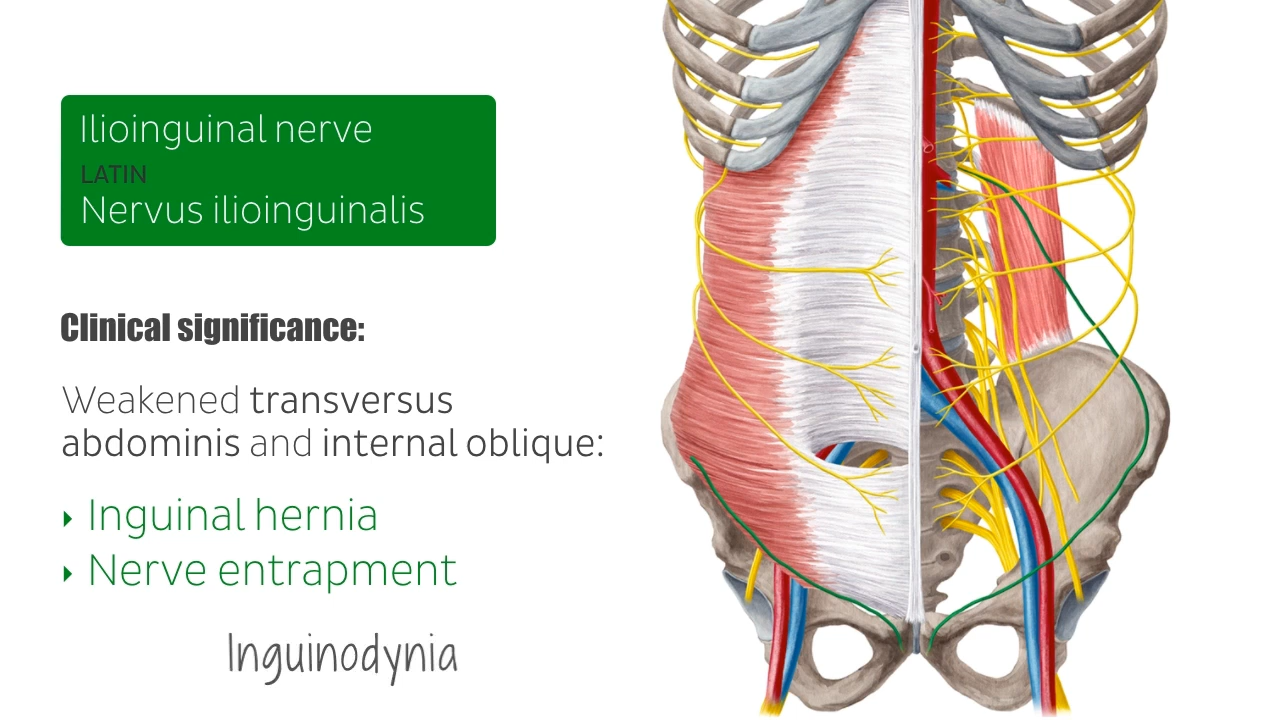 Ilioinguinal nerve
LATIN
Nervus ilioinguinalis
Clinical significance:
Weakened transversus
abdominis and internal oblique:
Inguinal hernia
Nerve entrapment
Inguinodynia